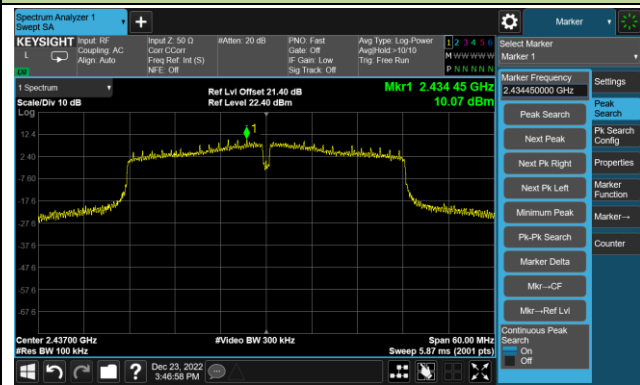 Spectrum Analyzer 1
Swept SA
Marker
KEYSIGHT
L
LXI
Input: RF
Coupling: AC
Align: Auto
Input Z: 50 Ω
Corr CCorr
Freq Ref: Int (S)
NFE: Off
#Atten: 20 dB
PNO: Fast
Gate: Off
IF Gain: Low
Sig Track: Off
Avg Type: Log-Power
Avg|Hold:>10/10
Trig: Free Run
1 2 3 4 5 6
M W W W W W
P N N N N N
Select Marker
Marker 1
1 Spectrum
Scale/Div 10 dB
Log
Ref Lvl Offset 21.40 dB
Ref Level 22.40 dBm
Mkr1 2.434 45 GHz
10.07 dBm
1
12.4
2.40
-7.60
-17.6
-27.6
-37.6
-47.6
-57.6
-67.6
Center 2.43700 GHz
#Res BW 100 kHz
#Video BW 300 kHz
Span 60.00 MHz
Sweep 5.87 ms (2001 pts)
Marker Frequency
2.434450000 GHz
Peak Search
Next Peak
Next Pk Right
Next Pk Left
Minimum Peak
Pk-Pk Search
Marker Delta
Mkr→CF
Mkr→Ref Lvl
Continuous Peak
Search
On
Off
Settings
Peak
Search
Pk Search
Config
Properties
Marker
Function
Marker→
Counter
Dec 23, 2022
3:46:58 PM